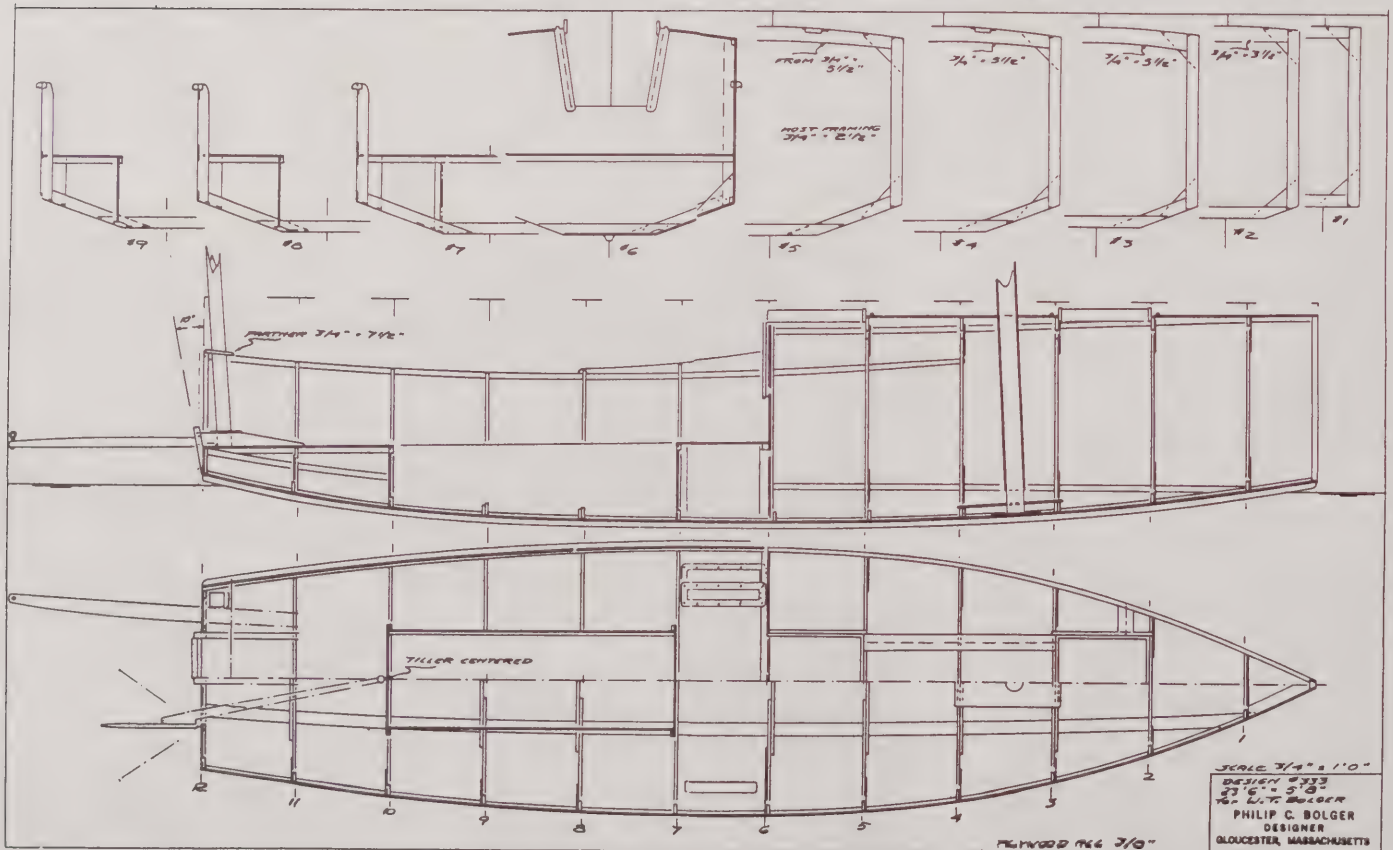 FROM 3/4" × 5 1/2"
3/4" × 5 1/2"
3/4" × 5 1/2"
3/4" × 3 1/2"
MOST FRAMING
3/4" × 2 1/2"
#9
#8
#7
#6
#5
#4
#3
#2
#1
10°
PARTNER 3/4" × 7 1/2"
TILLER CENTERED
12
11
10
9
8
7
6
5
4
3
2
1
SCALE 3/4" = 1'0"
DESIGN #333
23'6" × 5'8"
FOR W.T. BOLGER
PHILIP C. BOLGER
DESIGNER
GLOUCESTER, MASSACHUSETTS
PLYWOOD ALL 3/8"